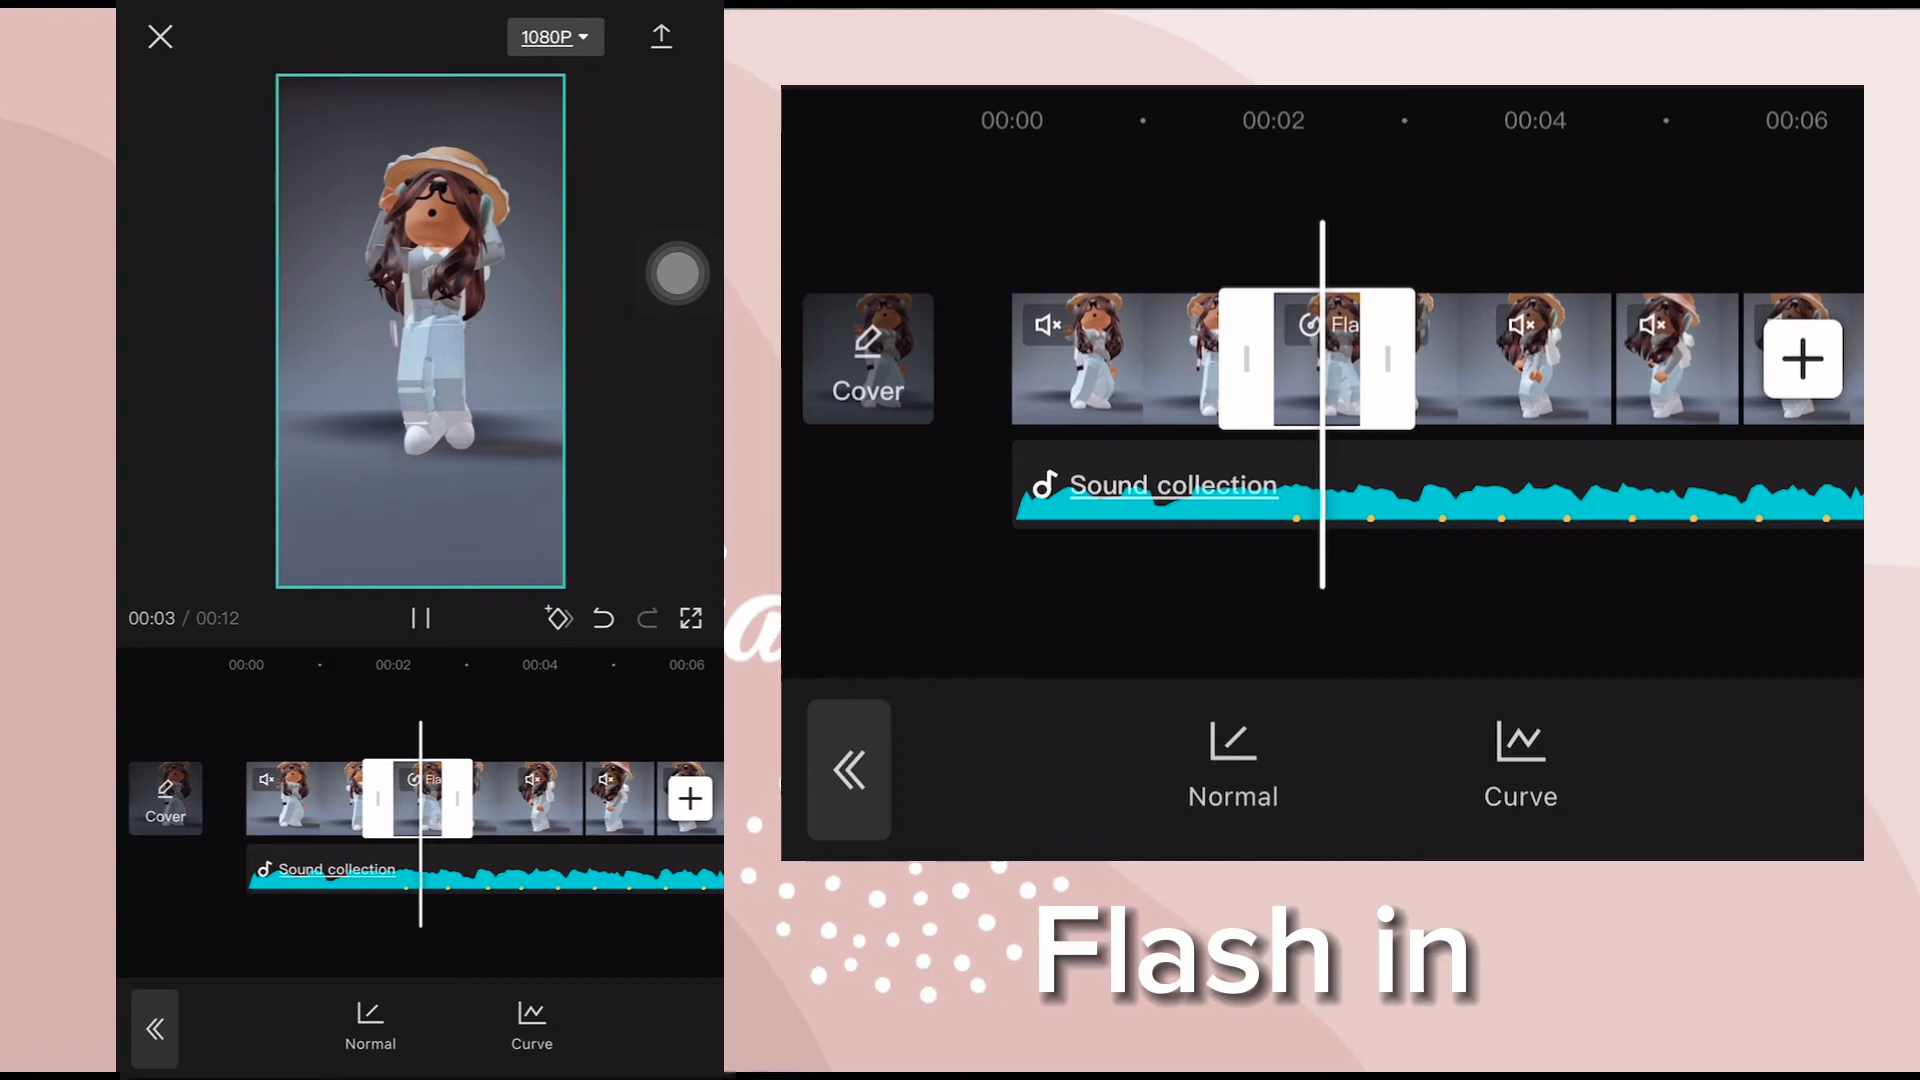 1080P
00:03 / 00:12
00:00 00:02 00:04 00:06
Cover
Fla
Sound collection
Normal Curve
00:00 00:02 00:04 00:06
Cover
Fla
Sound collection
Normal Curve
a
Flash in